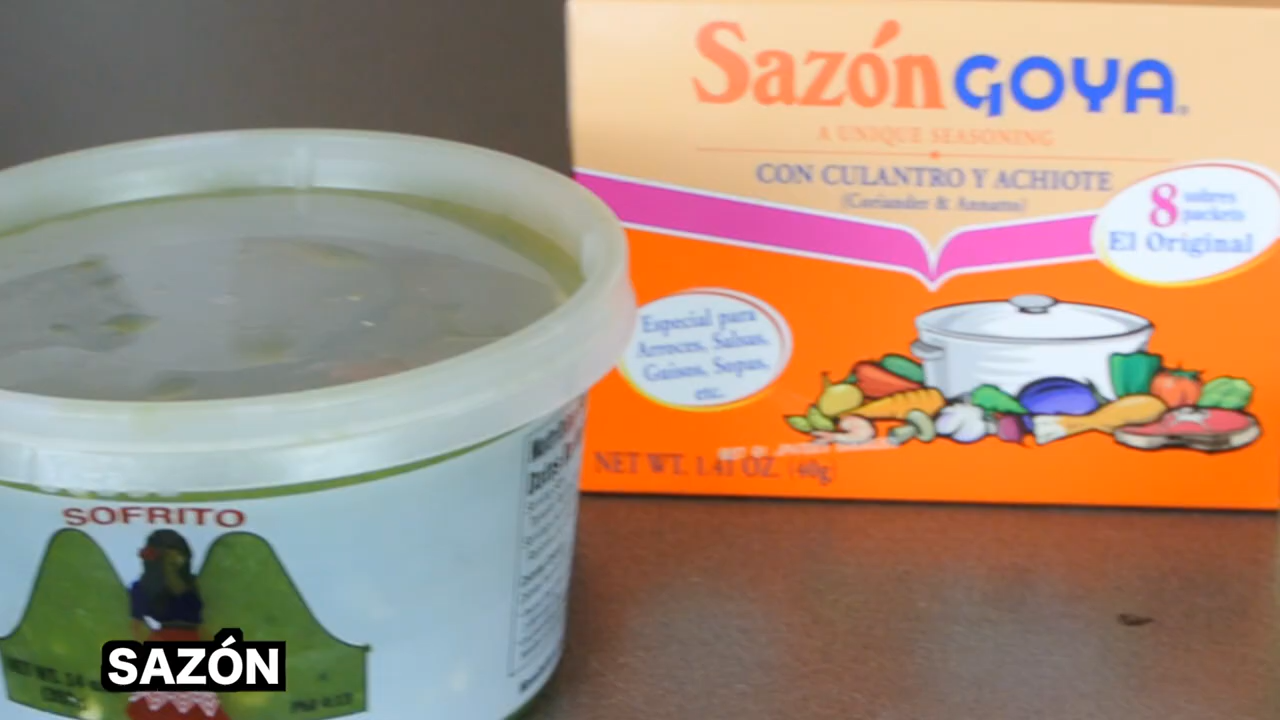 Sazón GOYA
A UNIQUE SEASONING
CON CULANTRO Y ACHIOTE
(Coriander & Annatto)
8 sobres
packets
El Original
Especial para
Arroces, Salsas,
Guisos, Sopas,
etc.
NET WT. 1.41 OZ. (40g)
SOFRITO
SAZÓN